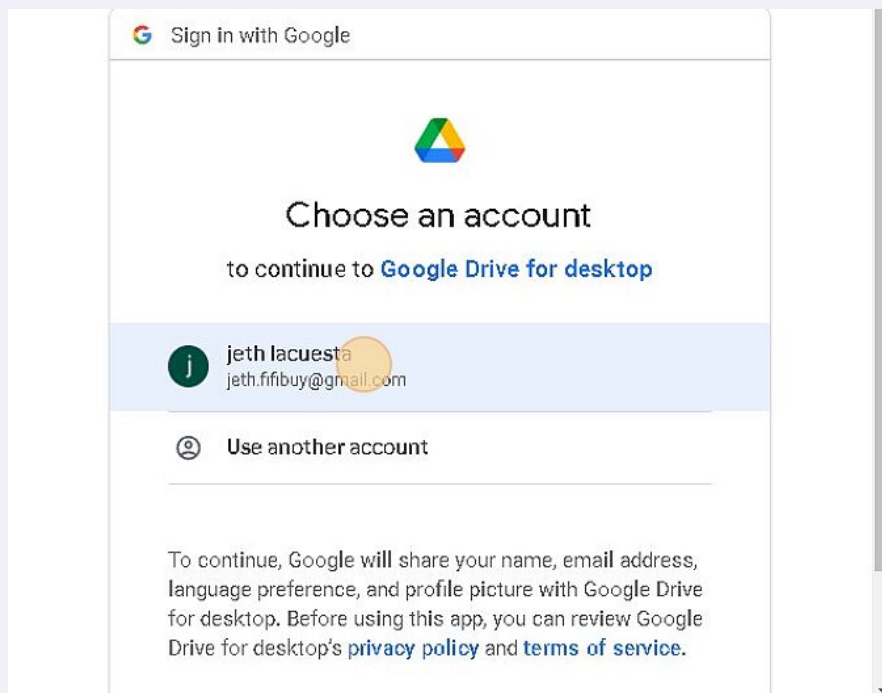 Sign in with Google
Choose an account
to continue to Google Drive for desktop
j
jeth lacuesta
jeth.fifibuy@gmail.com
Use another account
To continue, Google will share your name, email address,
language preference, and profile picture with Google Drive
for desktop. Before using this app, you can review Google
Drive for desktop's privacy policy and terms of service.